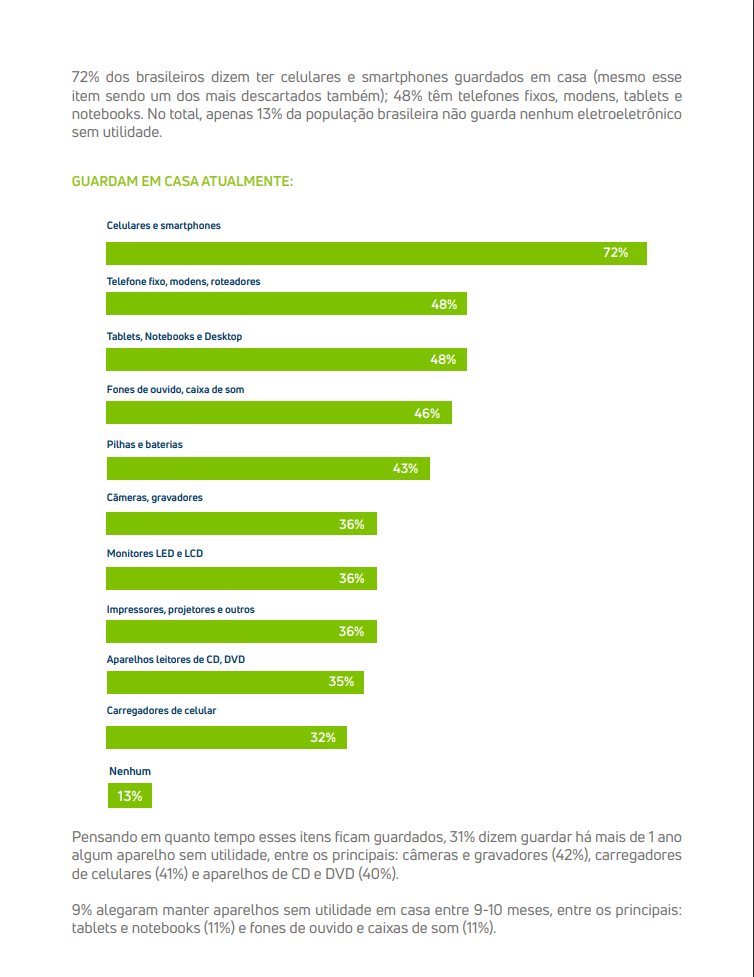 72% dos brasileiros dizem ter celulares e smartphones guardados em casa (mesmo esse
item sendo um dos mais descartados também); 48% têm telefones fixos, modens, tablets e
notebooks. No total, apenas 13% da população brasileira não guarda nenhum eletroeletrônico
sem utilidade.
GUARDAM EM CASA ATUALMENTE:
Celulares e smartphones
72%
Telefone fixo, modens, roteadores
48%
Tablets, Notebooks e Desktop
48%
Fones de ouvido, caixa de som
46%
Pilhas e baterias
43%
Câmeras, gravadores
36%
Monitores LED e LCD
36%
Impressores, projetores e outros
36%
Aparelhos leitores de CD, DVD
35%
Carregadores de celular
32%
Nenhum
13%
Pensando em quanto tempo esses itens ficam guardados, 31% dizem guardar há mais de 1 ano
algum aparelho sem utilidade, entre os principais: câmeras e gravadores (42%), carregadores
de celulares (41%) e aparelhos de CD e DVD (40%).
9% alegaram manter aparelhos sem utilidade em casa entre 9-10 meses, entre os principais:
tablets e notebooks (11%) e fones de ouvido e caixas de som (11%).